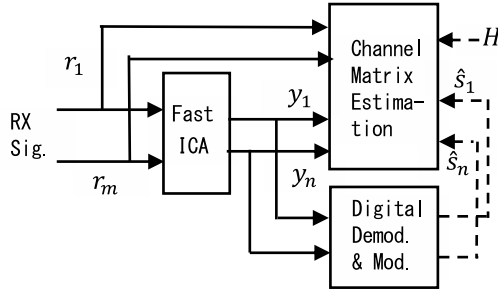 Channel
Matrix
Estima-
tion
H
r₁
ŝ₁
RX
Sig.
Fast
ICA
y₁
ŝₙ
rₘ
yₙ
Digital
Demod.
& Mod.